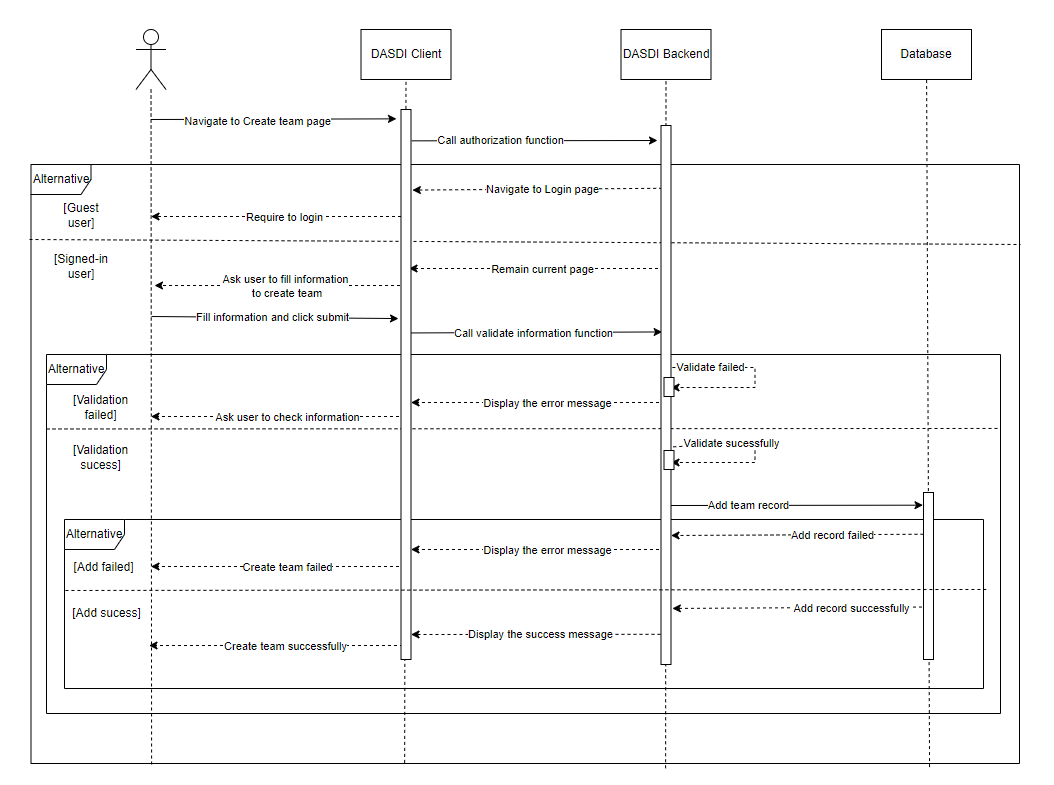 DASDI Client
DASDI Backend
Database
Navigate to Create team page
Call authorization function
Alternative
Navigate to Login page
[Guest
user]
Require to login
[Signed-in
user]
Remain current page
Ask user to fill information
to create team
Fill information and click submit
Call validate information function
Alternative
Validate failed
[Validation
failed]
Display the error message
Ask user to check information
Validate sucessfully
[Validation
sucess]
Add team record
Alternative
Add record failed
Display the error message
[Add failed]
Create team failed
Add record successfully
[Add sucess]
Display the success message
Create team successfully